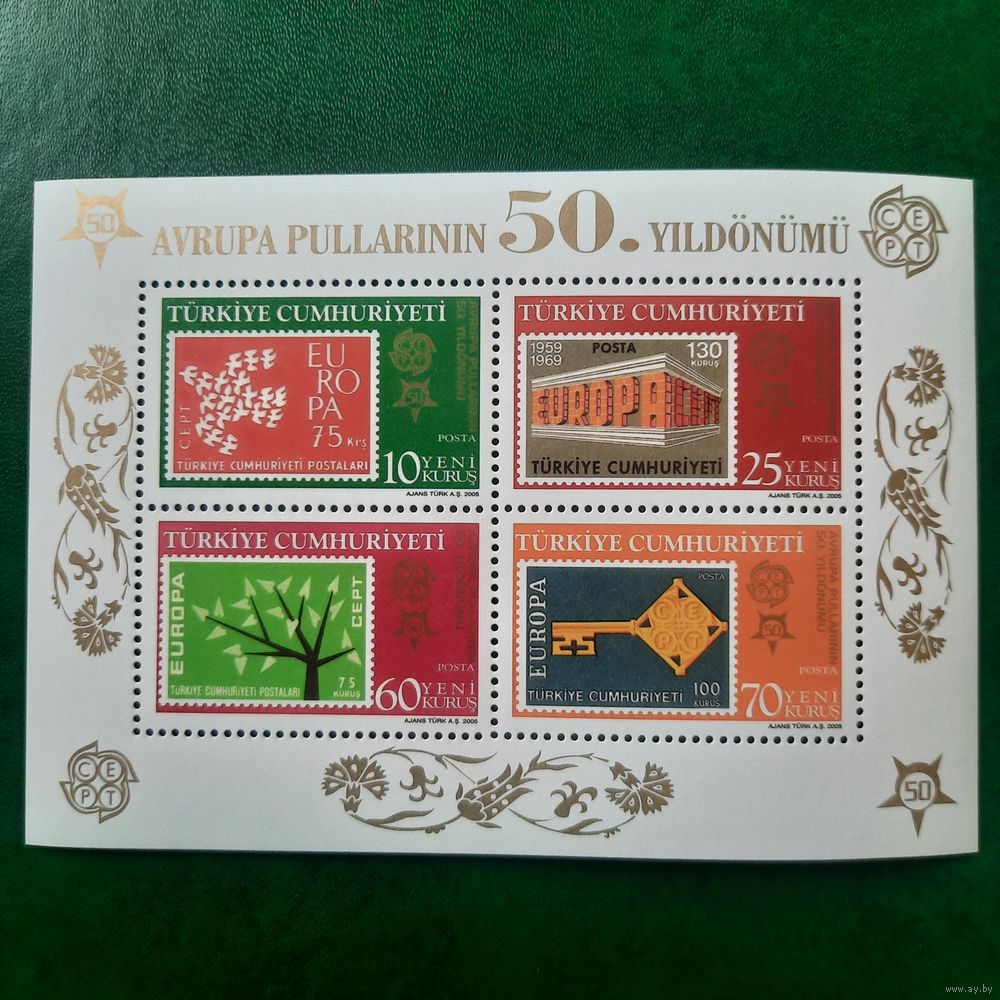 50
AVRUPA PULLARININ 50. YILDÖNÜMÜ
CEPT
TÜRKİYE CUMHURİYETİ
EUROPA
CEPT
75 Krş
TÜRKİYE CUMHURİYETİ POSTALARI
CEPT
50
AVRUPA PULLARININ
50 YILDÖNÜMÜ
POSTA
10 YENİ KURUŞ
AJANS TÜRK A.Ş. 2005
TÜRKİYE CUMHURİYETİ
1959
1969
POSTA
130
KURUŞ
EUROPA CEPT
TÜRKİYE CUMHURİYETİ
POSTA
25 YENİ KURUŞ
AJANS TÜRK A.Ş. 2005
TÜRKİYE CUMHURİYETİ
EUROPA
CEPT
75
KURUŞ
TÜRKİYE CUMHURİYETİ POSTALARI
POSTA
60 YENİ KURUŞ
AJANS TÜRK A.Ş. 2005
TÜRKİYE CUMHURİYETİ
EUROPA
POSTA
CEPT
TÜRKİYE CUMHURİYETİ
100
KURUŞ
CEPT
50
AVRUPA PULLARININ
50 YILDÖNÜMÜ
POSTA
70 YENİ KURUŞ
AJANS TÜRK A.Ş. 2005
CEPT
50
www.ay.by